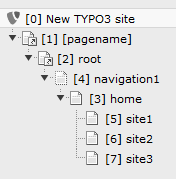 [0] New TYPO3 site
[1] [pagename]
[2] root
[4] navigation1
[3] home
[5] site1
[6] site2
[7] site3